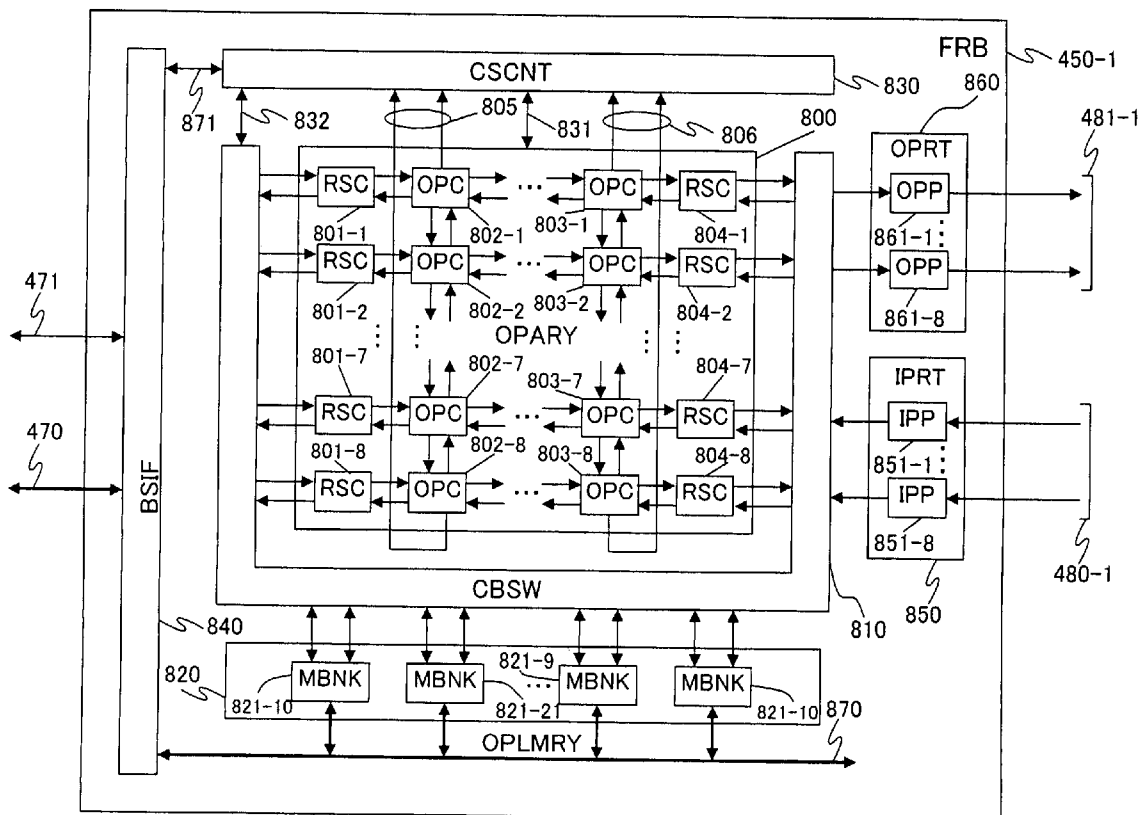 FRB
450-1
CSCNT
830
871
832
805
831
806
800
860
481-1
OPRT
RSC
OPC
...
OPC
RSC
OPP
801-1
802-1
803-1
804-1
861-1
RSC
OPC
...
OPC
RSC
OPP
801-2
802-2
803-2
804-2
861-8
471
OPARY
801-7
802-7
803-7
804-7
IPRT
RSC
OPC
...
OPC
RSC
IPP
851-1
470
801-8
802-8
803-8
804-8
RSC
OPC
...
OPC
RSC
IPP
851-8
480-1
BSIF
CBSW
840
810
850
820
821-9
MBNK
MBNK
...
MBNK
MBNK
821-10
821-21
821-10
870
OPLMRY